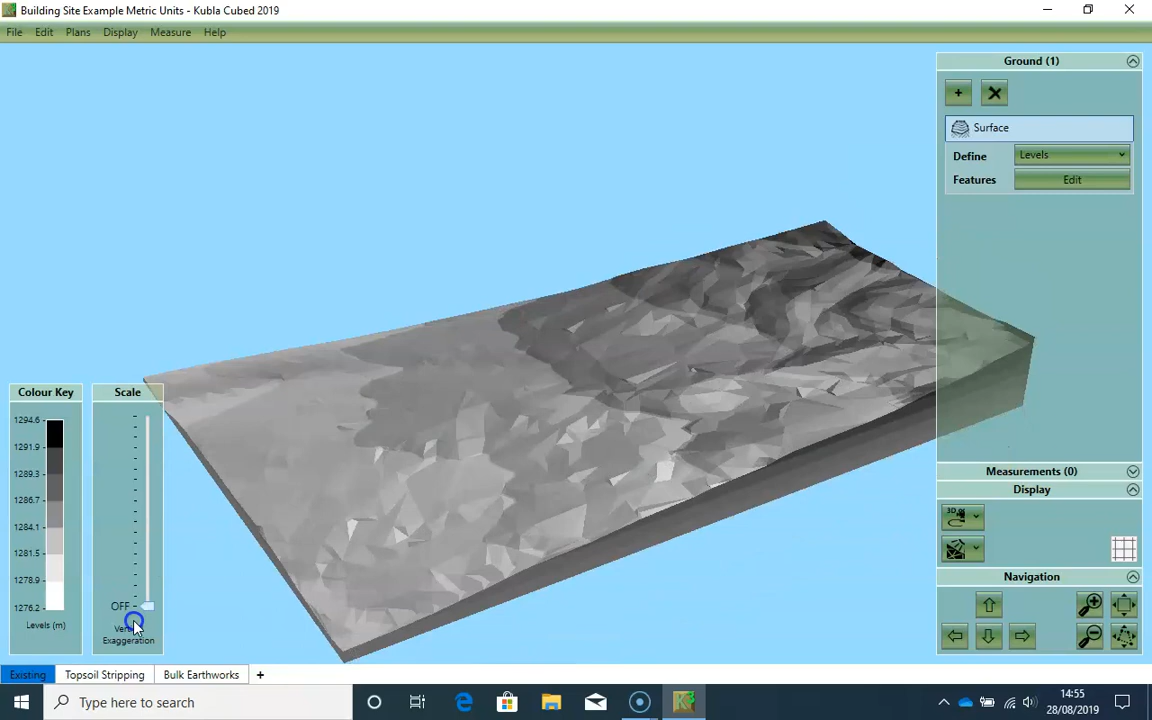 Building Site Example Metric Units - Kubla Cubed 2019
File Edit Plans Display Measure Help
Ground (1)
+
Surface
Define Levels
Features Edit
Colour Key
1294.6
1291.9
1289.3
1286.7
1284.1
1281.5
1278.9
1276.2
Levels (m)
Scale
OFF
Exaggeration
Measurements (0)
Display
3D
Navigation
Existing Topsoil Stripping Bulk Earthworks +
Type here to search
14:55
28/08/2019